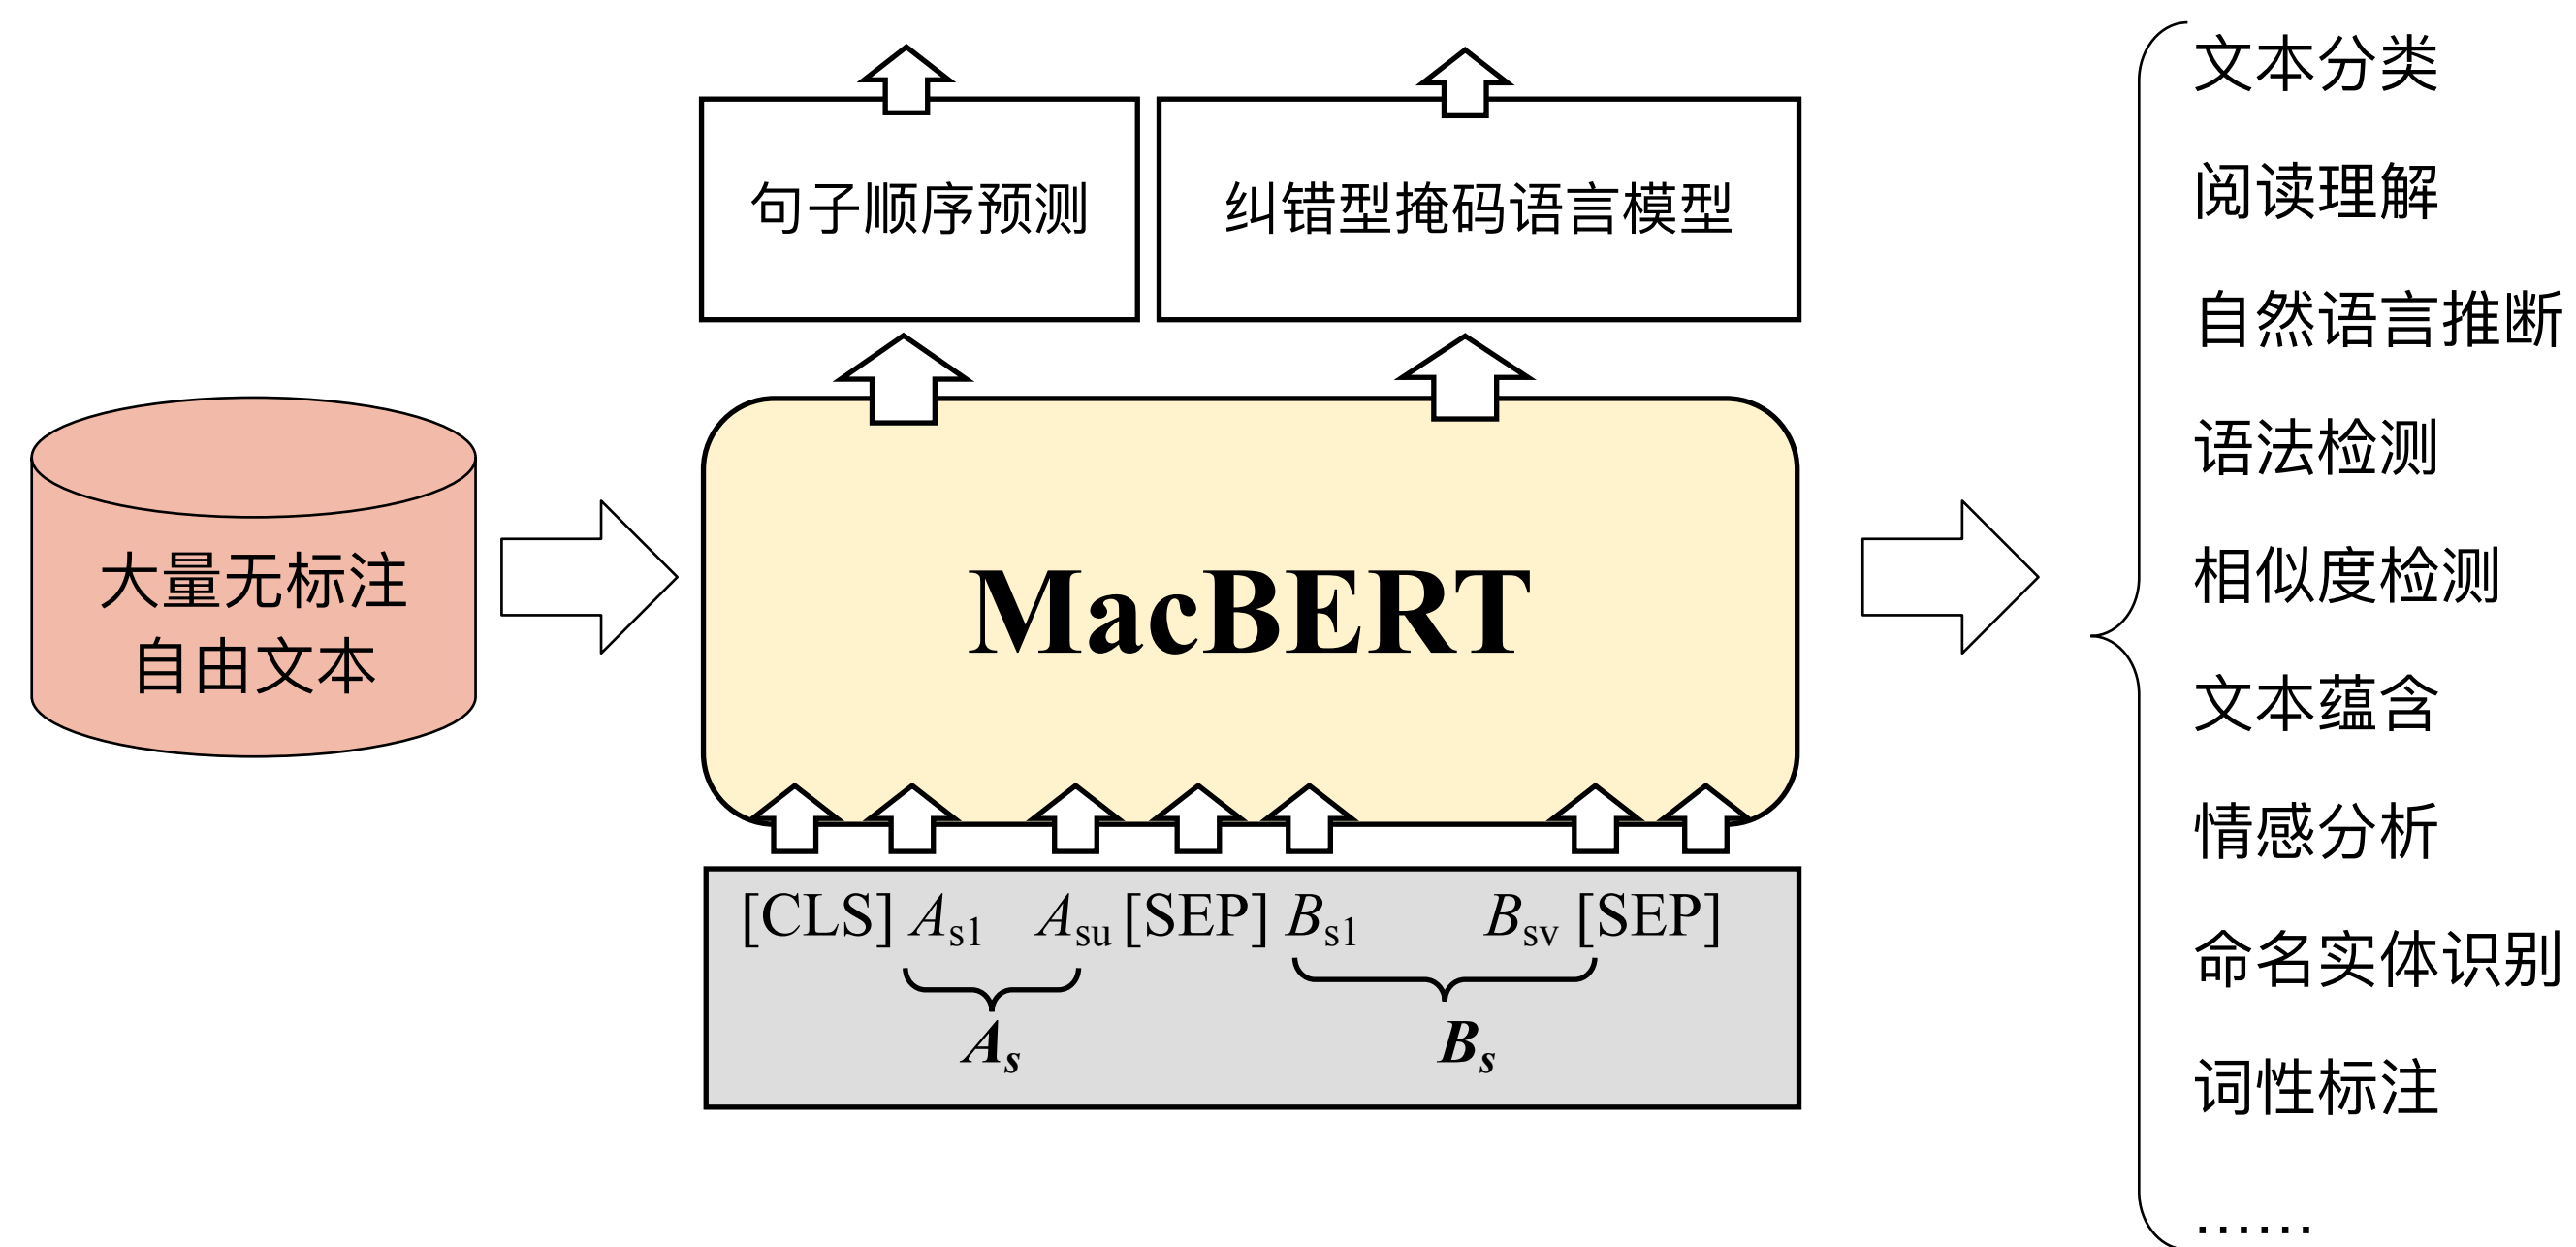 大量无标注
自由文本
句子顺序预测
纠错型掩码语言模型
MacBERT
[CLS] As1 Asu [SEP] Bs1 Bsv [SEP]
As Bs
文本分类
阅读理解
自然语言推断
语法检测
相似度检测
文本蕴含
情感分析
命名实体识别
词性标注
……